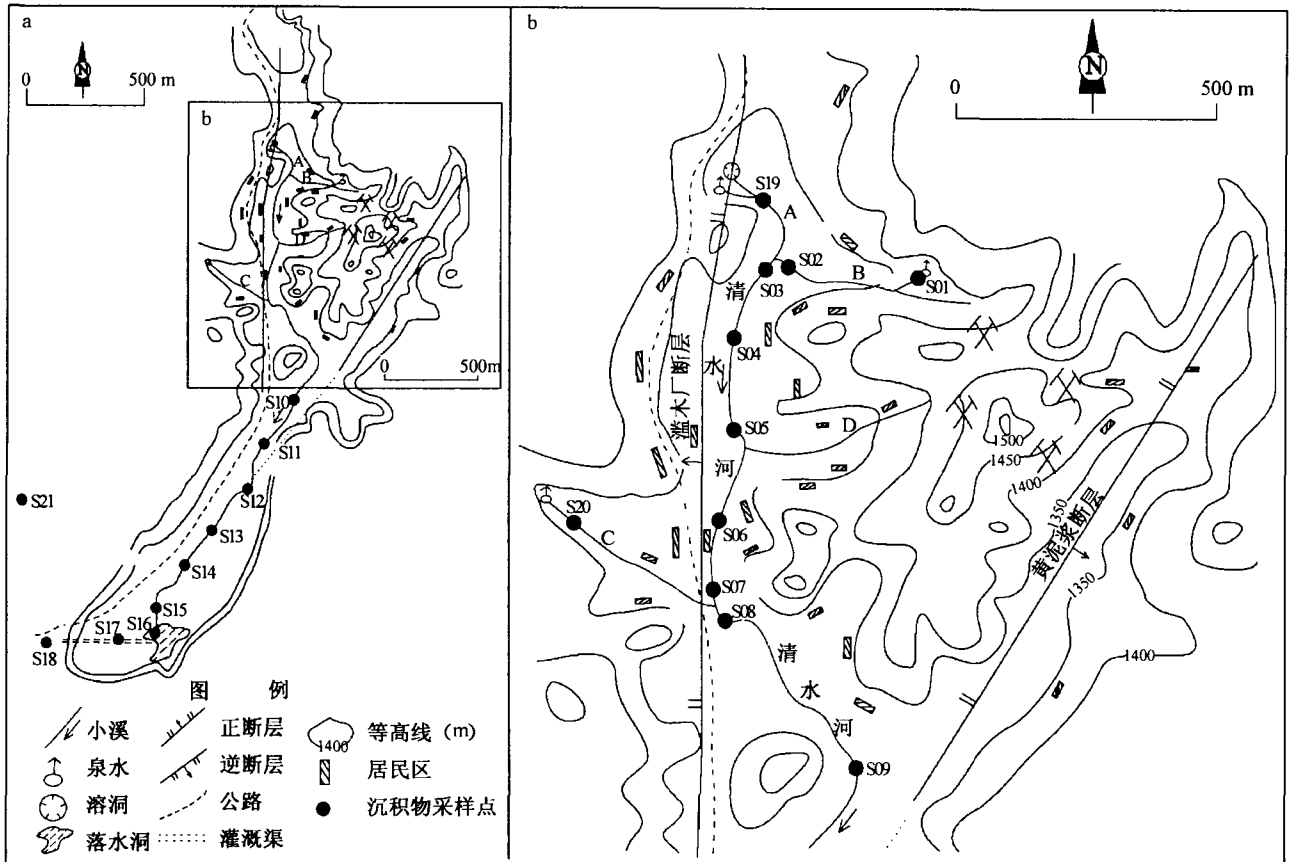 a
N
0
500 m
b
A
B
D
C
0
500m
S10
S11
S12
S21
S13
S14
S15
S16
S17
S18
图 例
小溪
正断层
1400
等高线（m）
泉水
逆断层
居民区
溶洞
公路
沉积物采样点
落水洞
灌溉渠
b
N
0
500 m
S19
A
S02
B
S01
S03
清
水
河
S04
滥木厂断层
S05
D
1500
1450
1400
1350
黄泥浆断层
S20
C
S06
S07
S08
1350
1400
清
水
河
S09